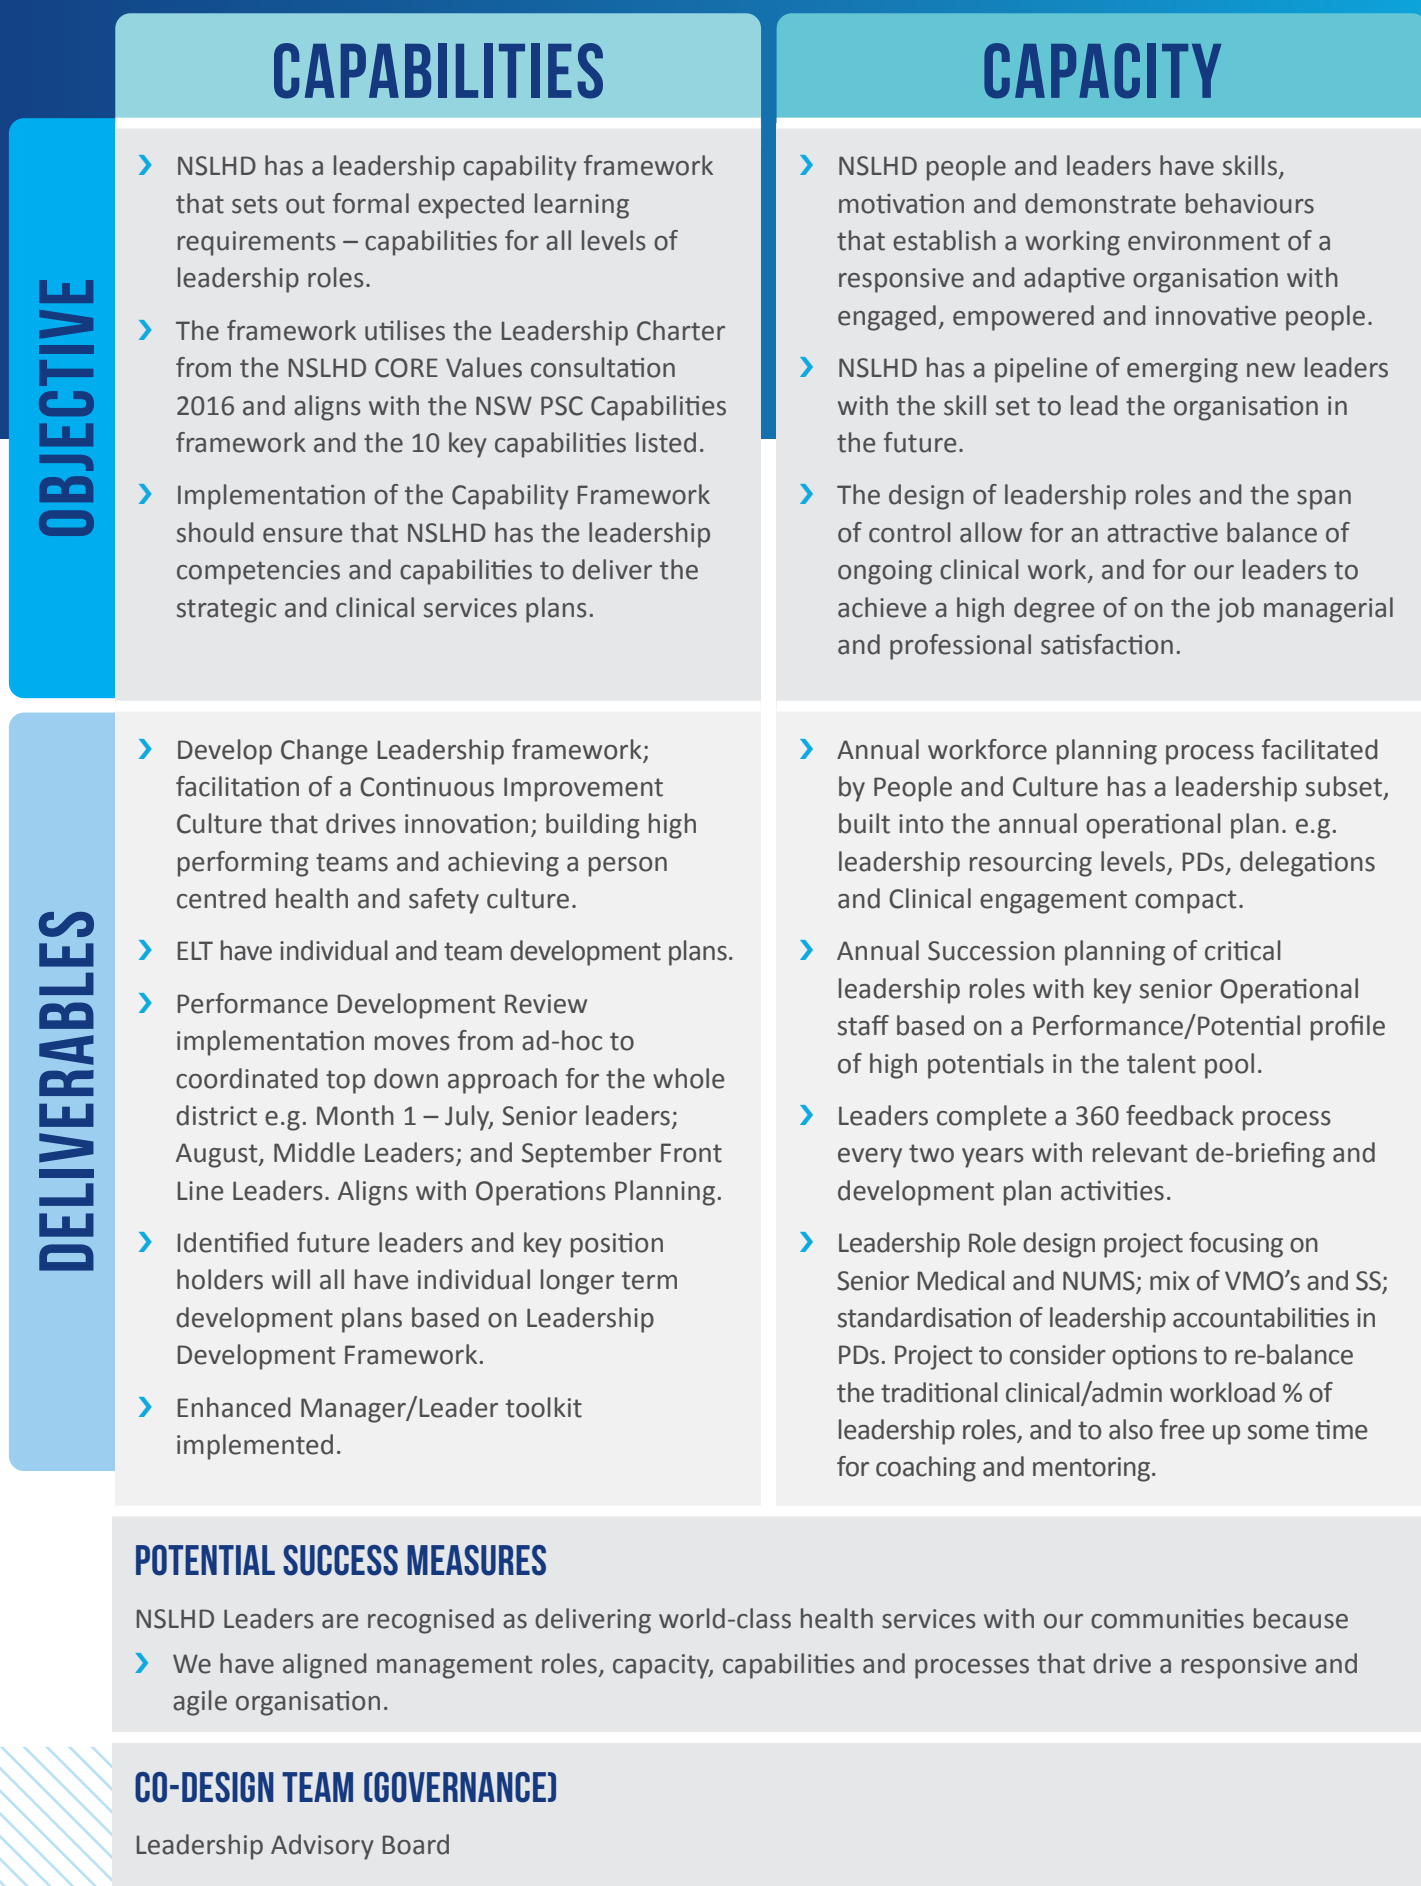 CAPABILITIES
CAPACITY
OBJECTIVE
NSLHD has a leadership capability framework
that sets out formal expected learning
requirements – capabilities for all levels of
leadership roles.
The framework utilises the Leadership Charter
from the NSLHD CORE Values consultation
2016 and aligns with the NSW PSC Capabilities
framework and the 10 key capabilities listed.
Implementation of the Capability Framework
should ensure that NSLHD has the leadership
competencies and capabilities to deliver the
strategic and clinical services plans.
NSLHD people and leaders have skills,
motivation and demonstrate behaviours
that establish a working environment of a
responsive and adaptive organisation with
engaged, empowered and innovative people.
NSLHD has a pipeline of emerging new leaders
with the skill set to lead the organisation in
the future.
The design of leadership roles and the span
of control allow for an attractive balance of
ongoing clinical work, and for our leaders to
achieve a high degree of on the job managerial
and professional satisfaction.
DELIVERABLES
Develop Change Leadership framework;
facilitation of a Continuous Improvement
Culture that drives innovation; building high
performing teams and achieving a person
centred health and safety culture.
ELT have individual and team development plans.
Performance Development Review
implementation moves from ad-hoc to
coordinated top down approach for the whole
district e.g. Month 1 – July, Senior leaders;
August, Middle Leaders; and September Front
Line Leaders. Aligns with Operations Planning.
Identified future leaders and key position
holders will all have individual longer term
development plans based on Leadership
Development Framework.
Enhanced Manager/Leader toolkit
implemented.
Annual workforce planning process facilitated
by People and Culture has a leadership subset,
built into the annual operational plan. e.g.
leadership resourcing levels, PDs, delegations
and Clinical engagement compact.
Annual Succession planning of critical
leadership roles with key senior Operational
staff based on a Performance/Potential profile
of high potentials in the talent pool.
Leaders complete a 360 feedback process
every two years with relevant de-briefing and
development plan activities.
Leadership Role design project focusing on
Senior Medical and NUMS; mix of VMO’s and SS;
standardisation of leadership accountabilities in
PDs. Project to consider options to re-balance
the traditional clinical/admin workload % of
leadership roles, and to also free up some time
for coaching and mentoring.
POTENTIAL SUCCESS MEASURES
NSLHD Leaders are recognised as delivering world-class health services with our communities because
We have aligned management roles, capacity, capabilities and processes that drive a responsive and
agile organisation.
CO-DESIGN TEAM (GOVERNANCE)
Leadership Advisory Board